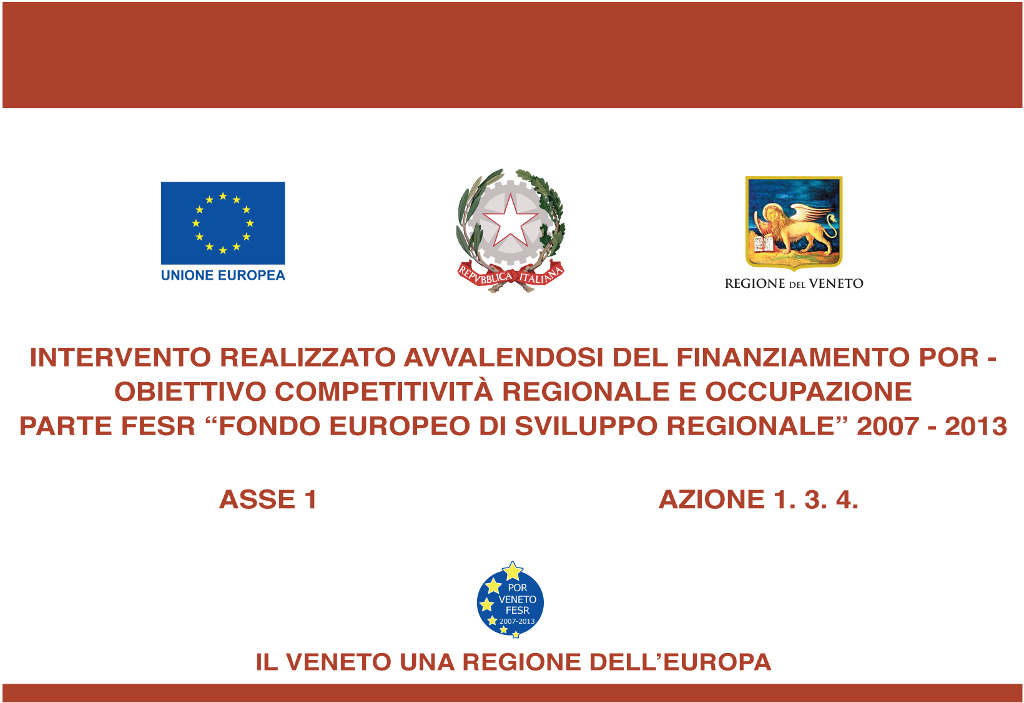 UNIONE EUROPEA
REPVBBLICA ITALIANA
REGIONE DEL VENETO
INTERVENTO REALIZZATO AVVALENDOSI DEL FINANZIAMENTO POR -
OBIETTIVO COMPETITIVITÀ REGIONALE E OCCUPAZIONE
PARTE FESR “FONDO EUROPEO DI SVILUPPO REGIONALE” 2007 - 2013
ASSE 1
AZIONE 1. 3. 4.
POR
VENETO
FESR
2007-2013
IL VENETO UNA REGIONE DELL’EUROPA